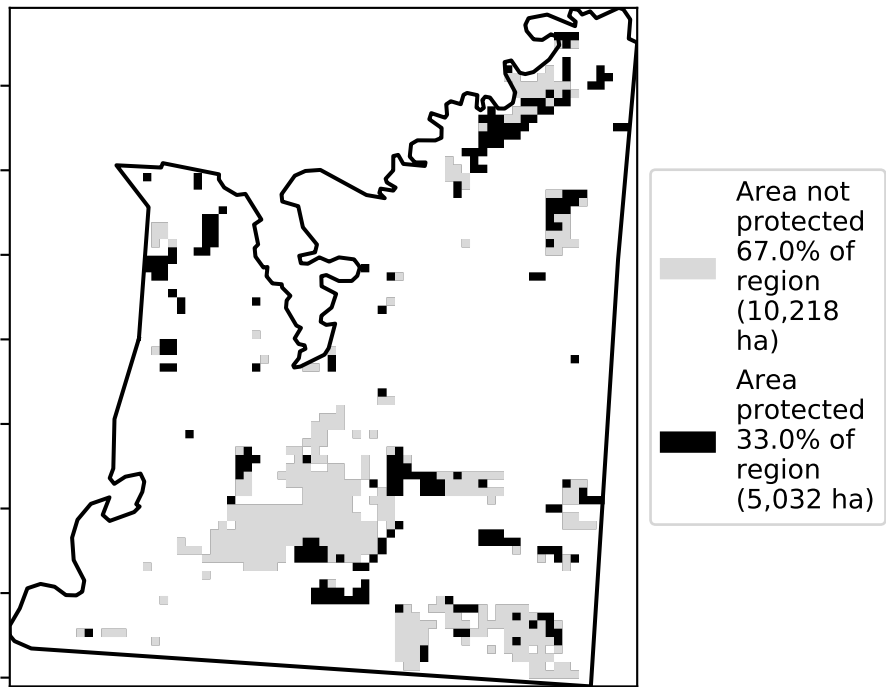 Area not
protected
67.0% of
region
(10,218
ha)
Area
protected
33.0% of
region
(5,032 ha)